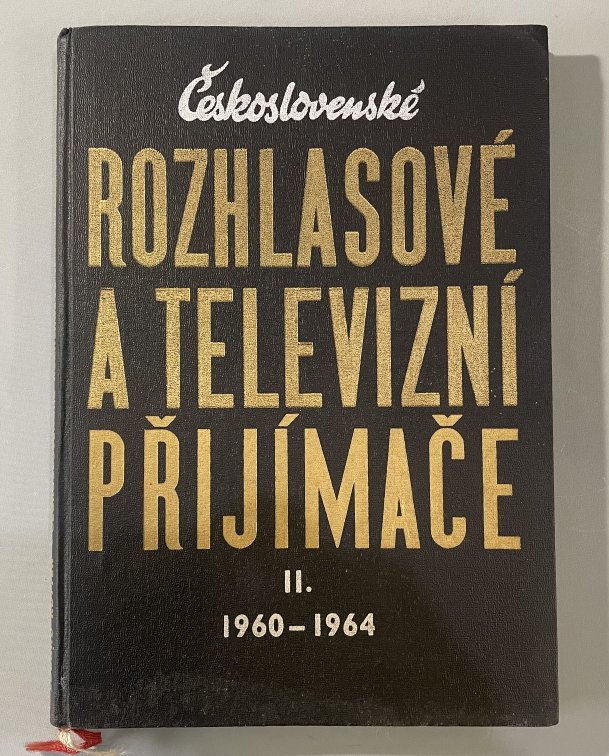 Československé
ROZHLASOVÉ
A TELEVIZNÍ
PŘIJÍMAČE
II.
1960-1964